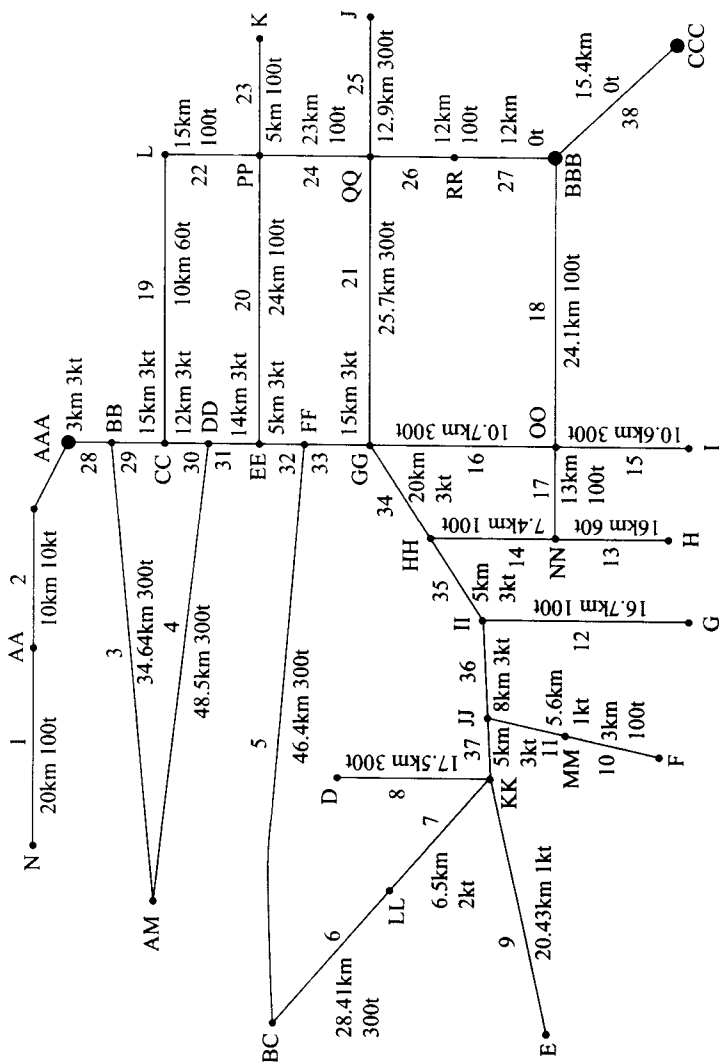 K
J
AAA
3km 3kt
28
BB
29
L
15km
100t
22
23
5km 100t
PP
25
12.9km 300t
23km
100t
24
QQ
12km
100t
26
RR
12km
0t
27
BBB
15.4km
0t
38
CCC
19
10km 60t
15km 3kt
CC
12km 3kt
30
DD
31
14km 3kt
20
24km 100t
EE
5km 3kt
32
FF
33
15km 3kt
21
25.7km 300t
GG
10.7km 300t
16
18
24.1km 100t
OO
10.6km 300t
15
I
17
13km
100t
34
20km
3kt
HH
7.4km 100t
14
NN
16km 60t
13
H
35
5km
3kt
II
16.7km 100t
12
G
36
8km 3kt
JJ
5.6km
1kt
11
MM
3km
100t
10
F
37
5km
3kt
KK
17.5km 300t
8
D
7
6.5km
2kt
LL
6
28.41km
300t
BC
9
20.43km 1kt
E
5
46.4km 300t
4
48.5km 300t
3
34.64km 300t
AM
2
10km 10kt
AA
1
20km 100t
N